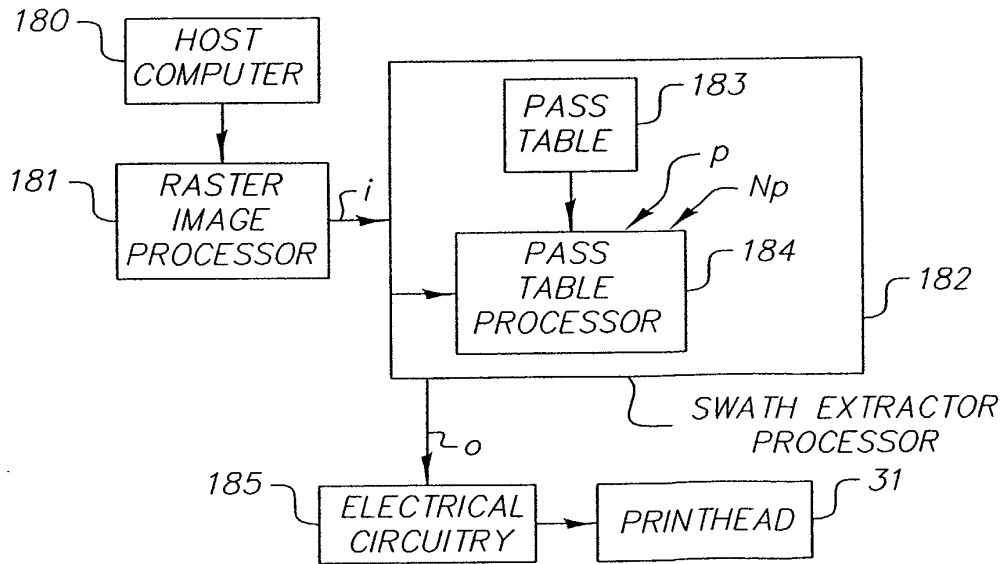 180
HOST
COMPUTER
181
RASTER
IMAGE
PROCESSOR
i
PASS
TABLE
183
p
Np
PASS
TABLE
PROCESSOR
184
182
SWATH EXTRACTOR
PROCESSOR
o
185
ELECTRICAL
CIRCUITRY
PRINTHEAD
31